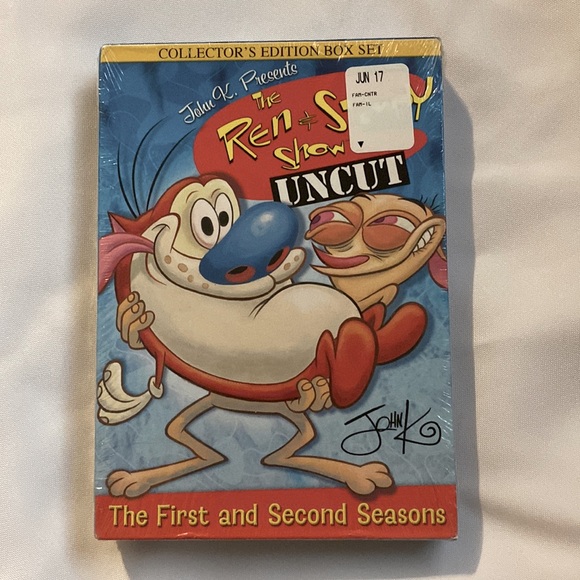 COLLECTOR'S EDITION BOX SET
John K. Presents
THE
REN + S Y
SHOW
UNCUT
JUN 17
FAM-CNTR
FAM-IL
JOHN K
The First and Second Seasons